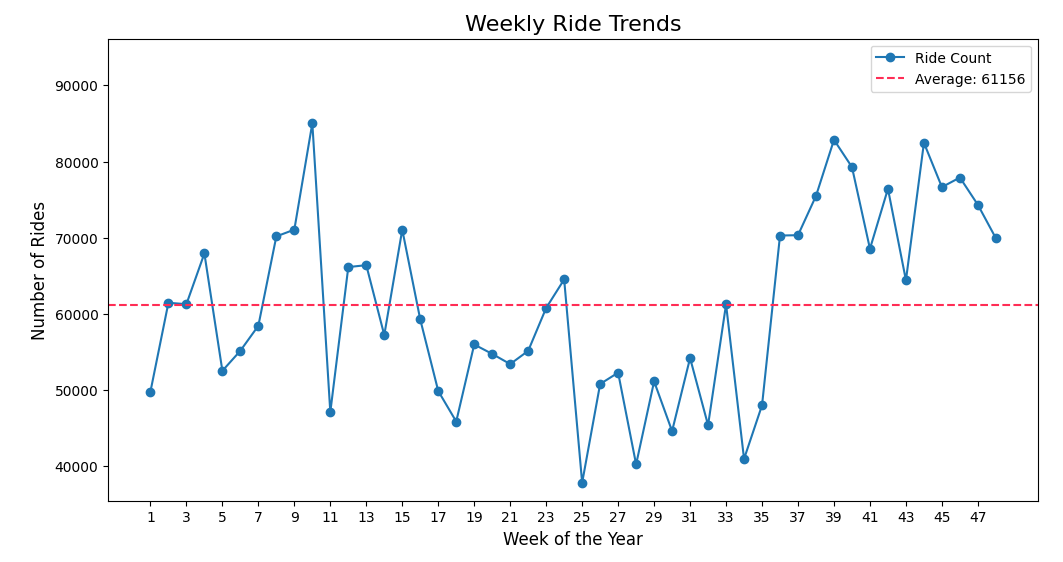 Weekly Ride Trends
Ride Count
Average: 61156
Number of Rides
90000
80000
70000
60000
50000
40000
1 3 5 7 9 11 13 15 17 19 21 23 25 27 29 31 33 35 37 39 41 43 45 47
Week of the Year